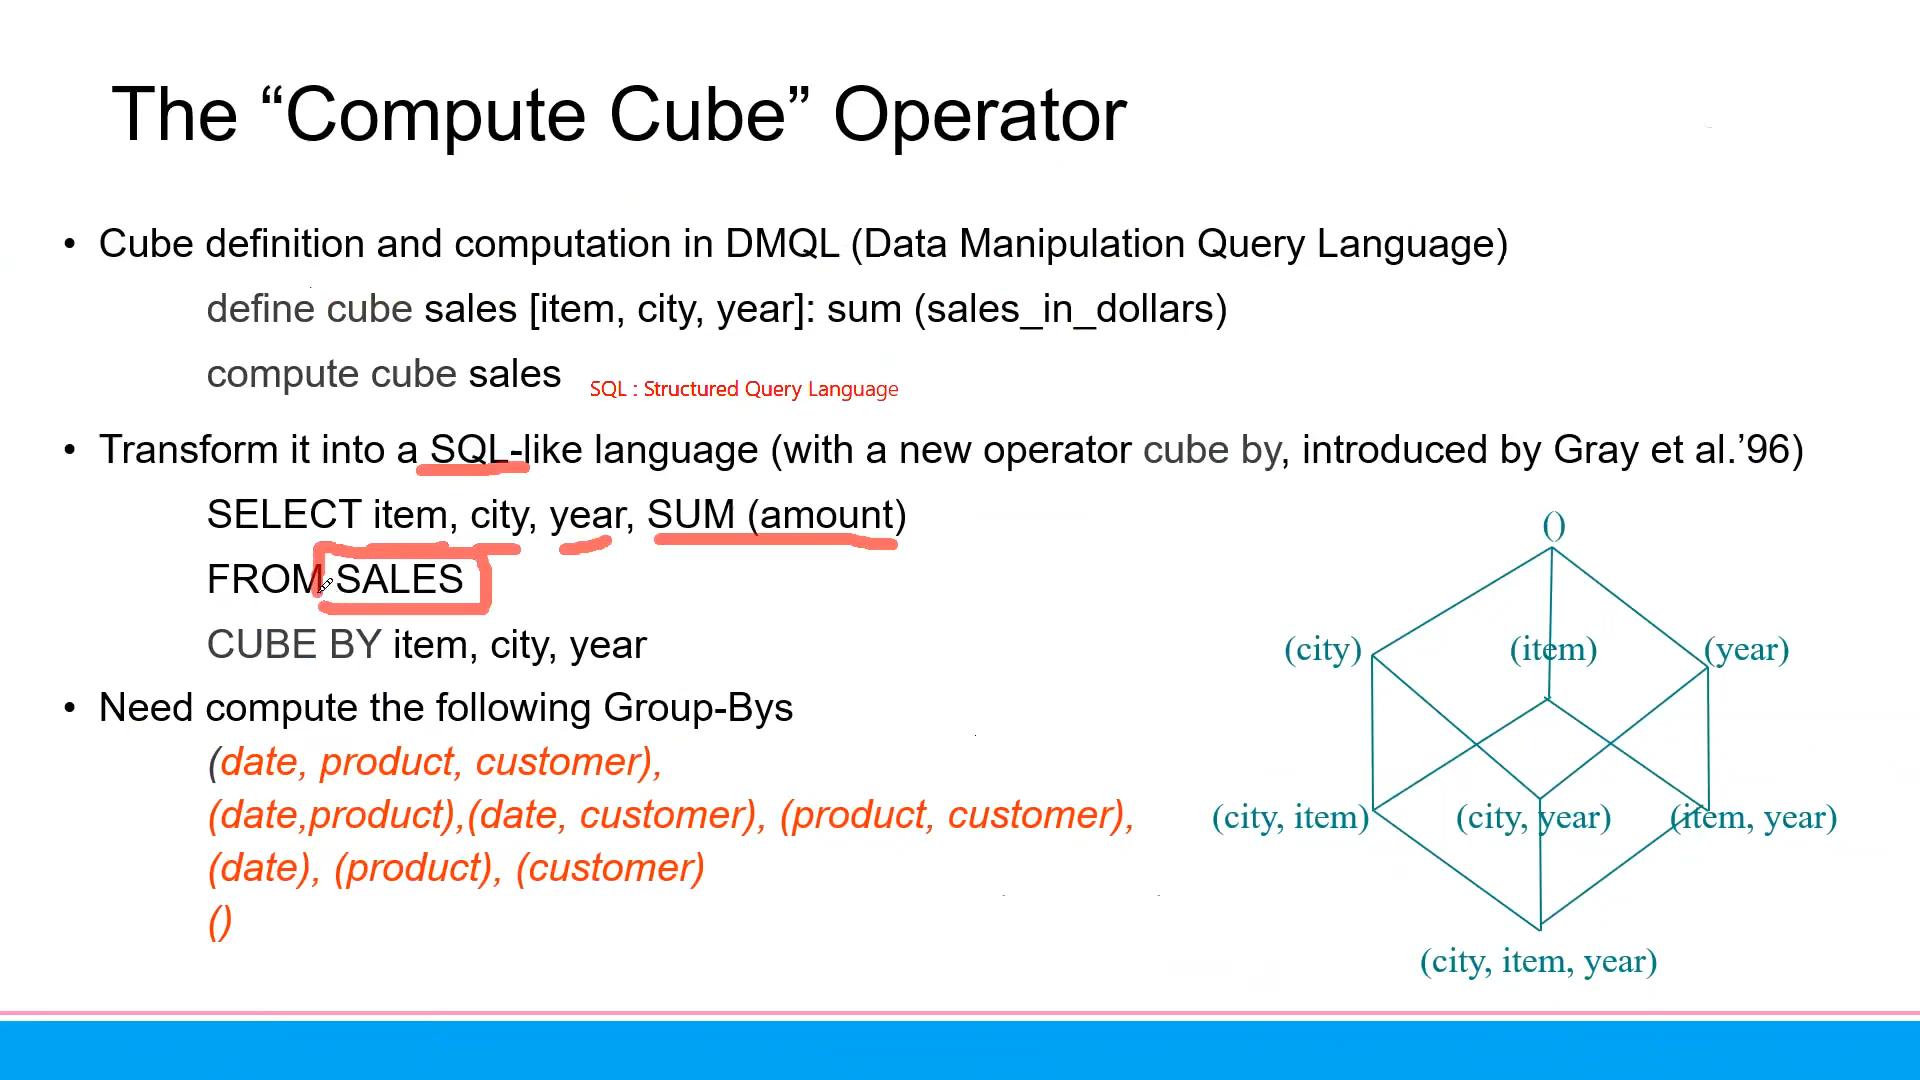 The “Compute Cube” Operator
• Cube definition and computation in DMQL (Data Manipulation Query Language)
define cube sales [item, city, year]: sum (sales_in_dollars)
compute cube sales
SQL : Structured Query Language
• Transform it into a SQL-like language (with a new operator cube by, introduced by Gray et al.’96)
SELECT item, city, year, SUM (amount)
FROM SALES
CUBE BY item, city, year
• Need compute the following Group-Bys
(date, product, customer),
(date,product),(date, customer), (product, customer),
(date), (product), (customer)
()
()
(city) (item) (year)
(city, item) (city, year) (item, year)
(city, item, year)